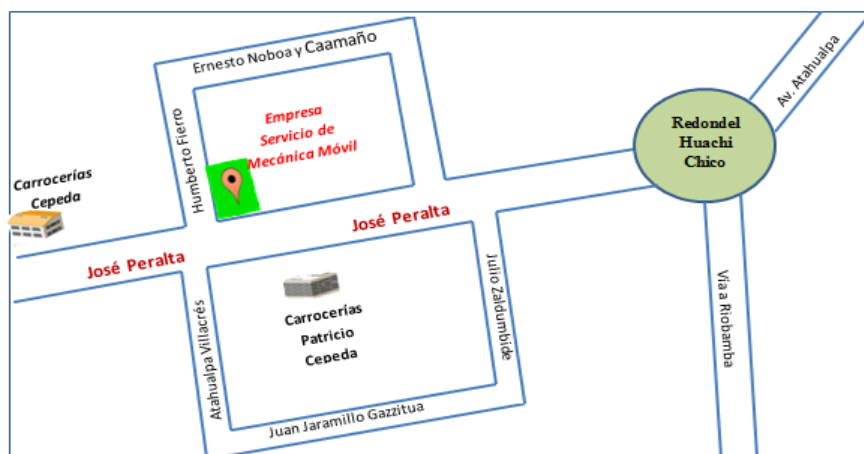 Ernesto Noboa y Caamaño
Av. Atahualpa
Humberto Fierro
Empresa
Servicio de
Mecánica Móvil
Redondel
Huachi
Chico
Carrocerías
Cepeda
José Peralta
José Peralta
Carrocerías
Patricio
Cepeda
Julio Zaldumbide
Vía a Riobamba
Atahualpa Villacrés
Juan Jaramillo Gazzitua